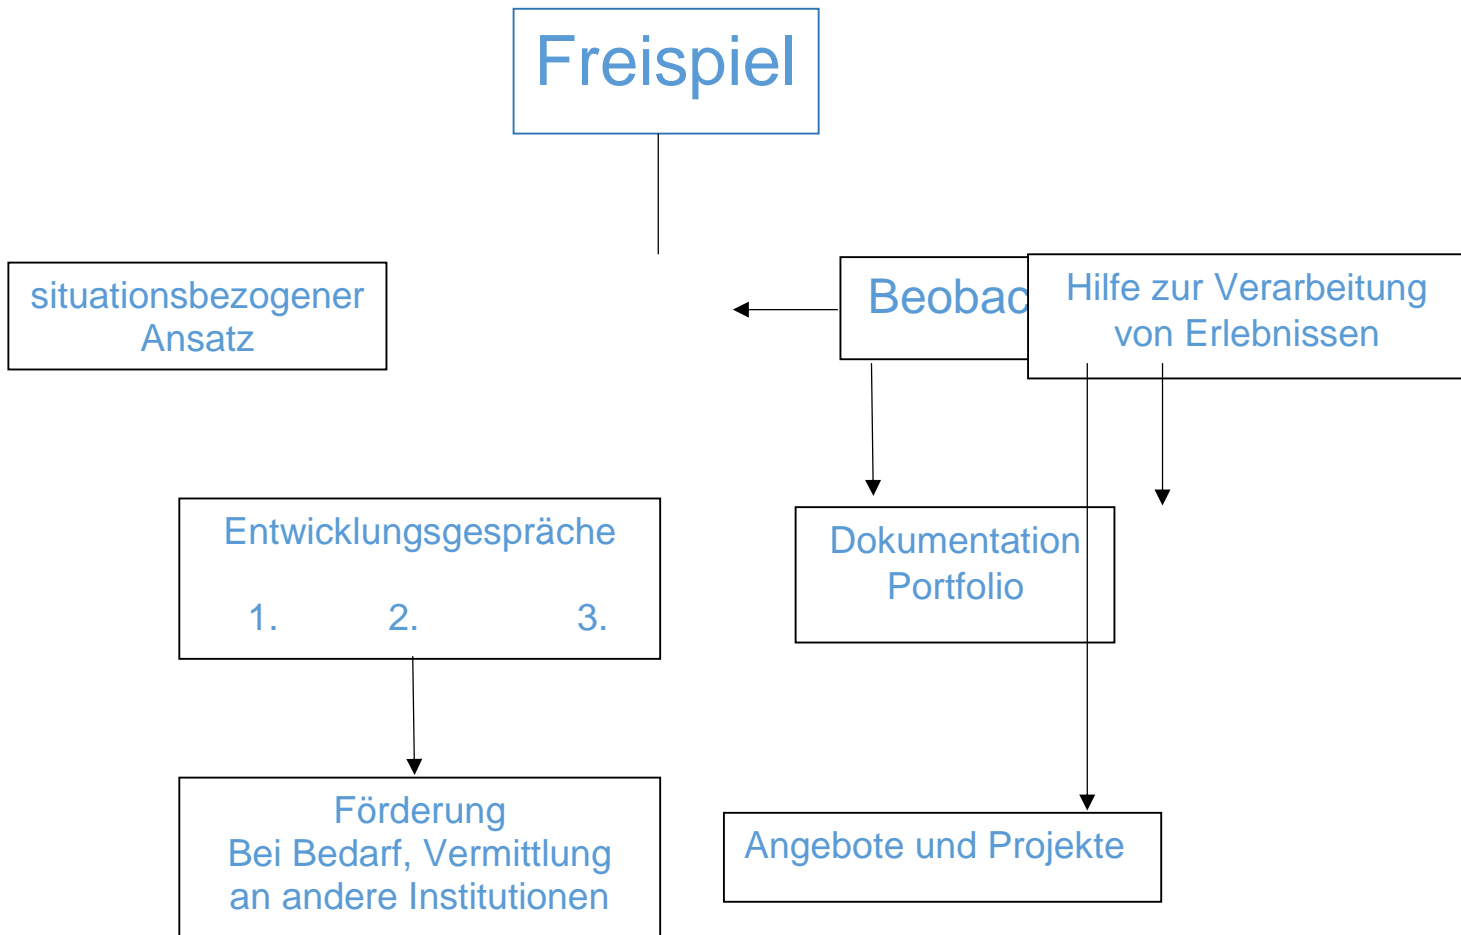 Freispiel
situationsbezogener
Ansatz
Beobac
Hilfe zur Verarbeitung
von Erlebnissen
Entwicklungsgespräche
1. 2. 3.
Dokumentation
Portfolio
Förderung
Bei Bedarf, Vermittlung
an andere Institutionen
Angebote und Projekte